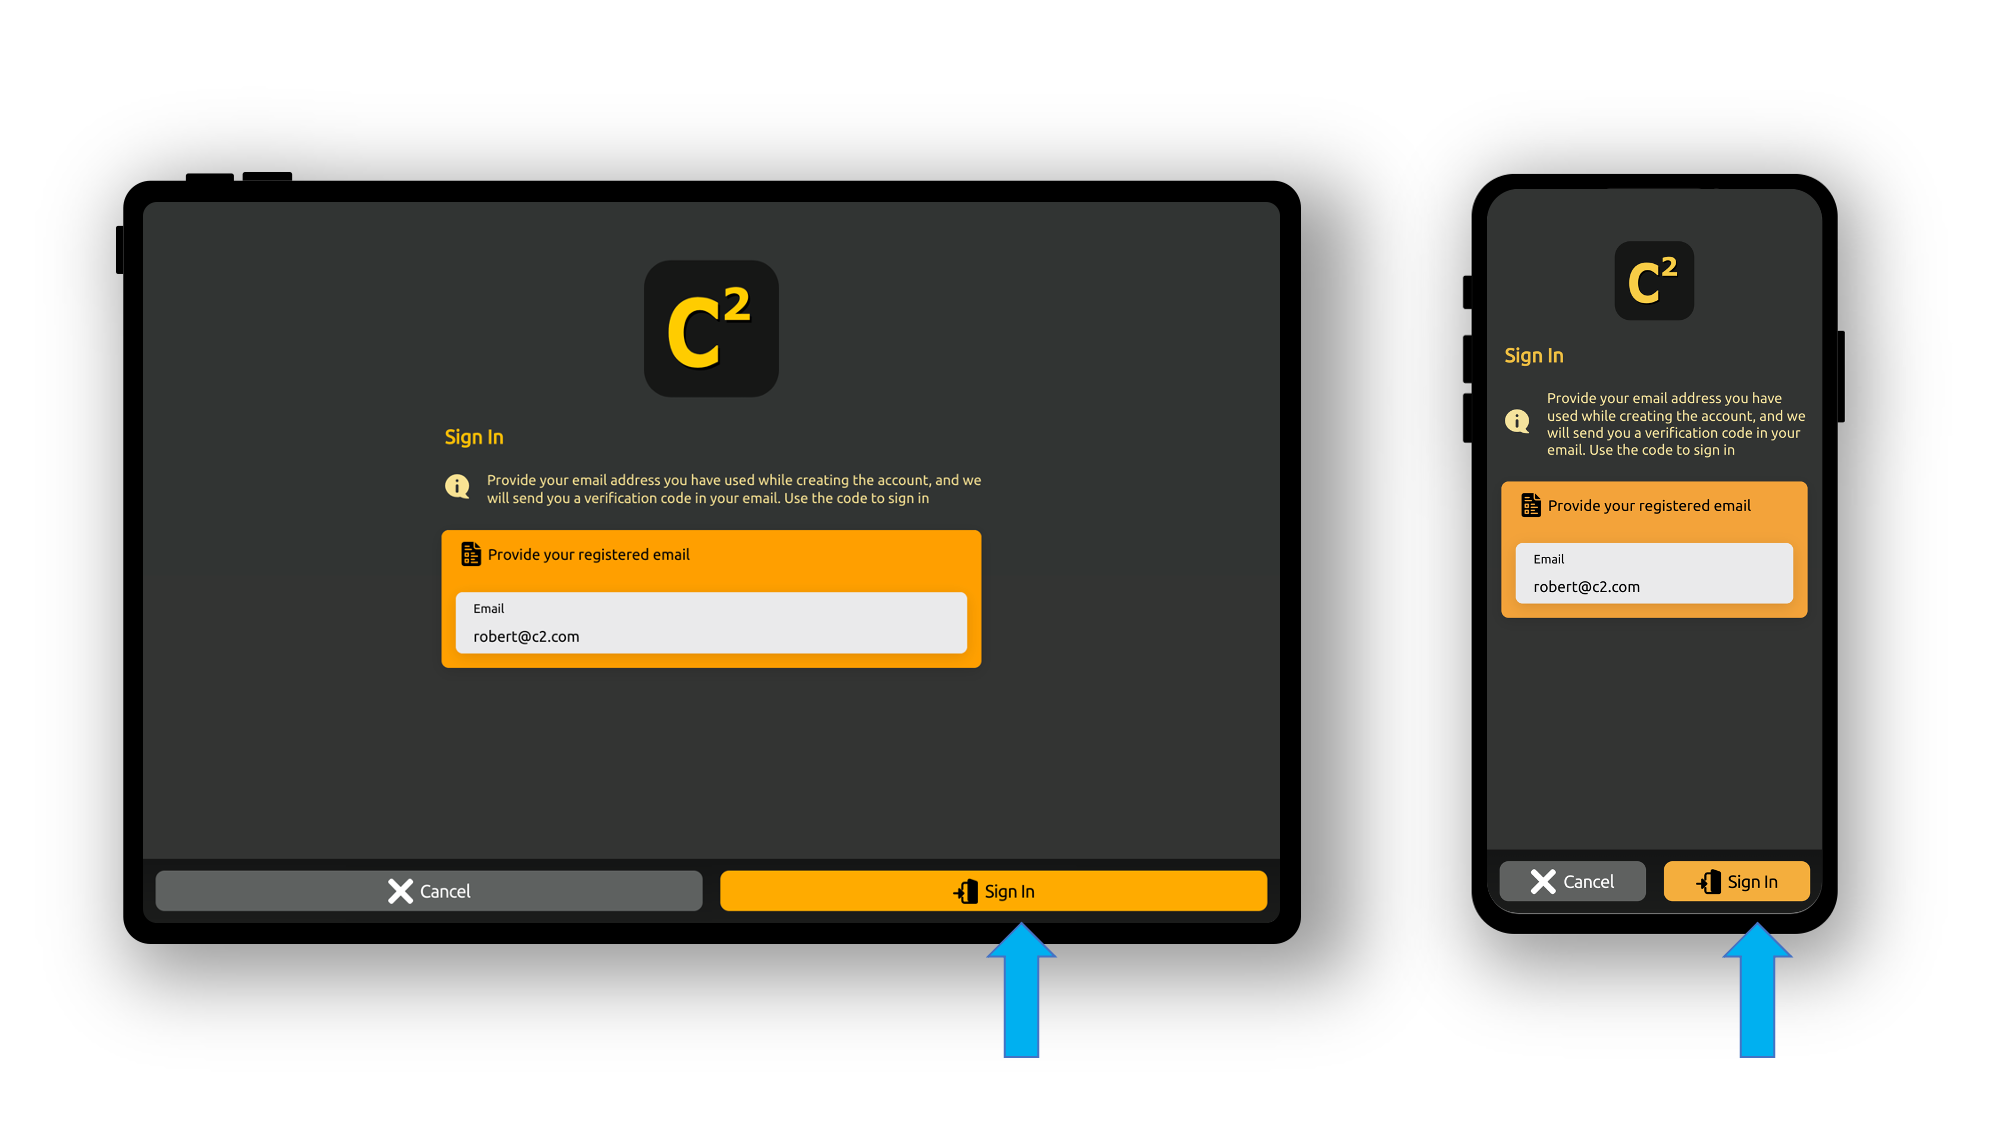 C²
Sign In
Provide your email address you have used while creating the account, and we
will send you a verification code in your email. Use the code to sign in
Provide your registered email
Email
robert@c2.com
Cancel
Sign In
C²
Sign In
Provide your email address you have
used while creating the account, and we
will send you a verification code in your
email. Use the code to sign in
Provide your registered email
Email
robert@c2.com
Cancel
Sign In